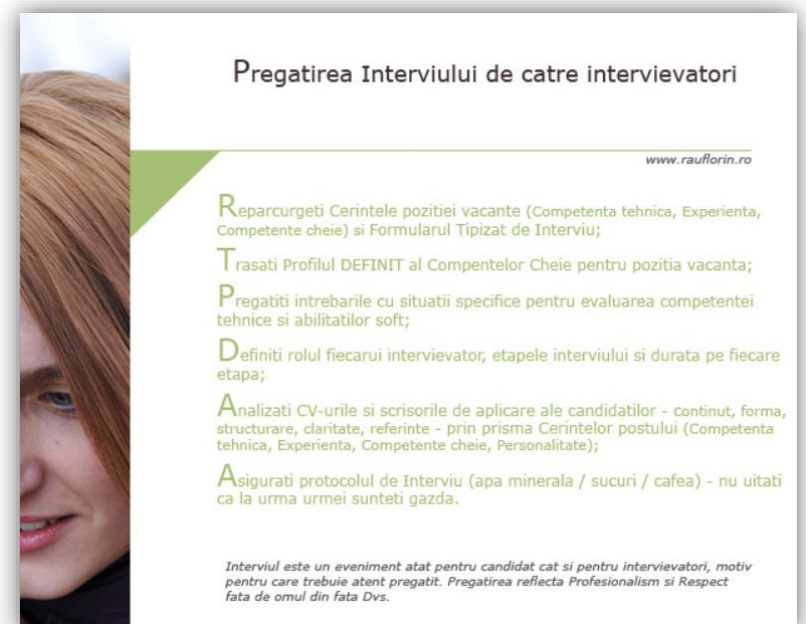 Pregatirea Interviului de catre intervievatori
www.rauflorin.ro
Reparcurgeti Cerintele pozitiei vacante (Competenta tehnica, Experienta,
Competente cheie) si Formularul Tipizat de Interviu;
Trasati Profilul DEFINIT al Compentelor Cheie pentru pozitia vacanta;
Pregatiti intrebarile cu situatii specifice pentru evaluarea competentei
tehnice si abilitatilor soft;
Definiti rolul fiecarui intervievator, etapele interviului si durata pe fiecare
etapa;
Analizati CV-urile si scrisorile de aplicare ale candidatilor - continut, forma,
structurare, claritate, referinte - prin prisma Cerintelor postului (Competenta
tehnica, Experienta, Competente cheie, Personalitate);
Asigurati protocolul de Interviu (apa minerala / sucuri / cafea) - nu uitati
ca la urma urmei sunteti gazda.
Interviul este un eveniment atat pentru candidat cat si pentru intervievatori, motiv
pentru care trebuie atent pregatit. Pregatirea reflecta Profesionalism si Respect
fata de omul din fata Dvs.